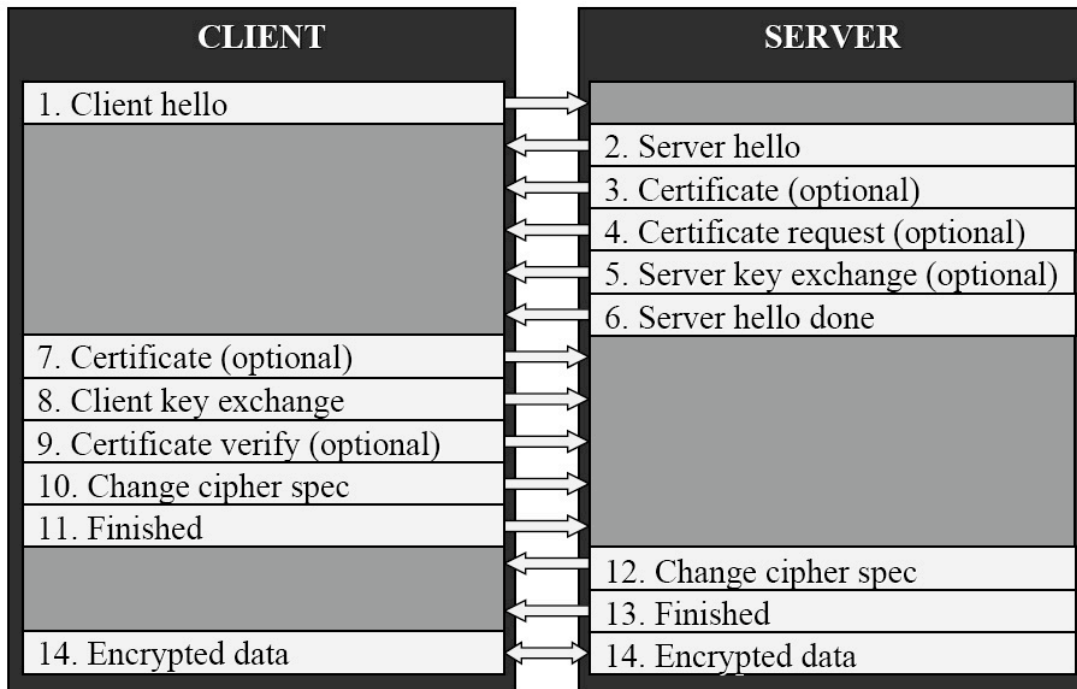 CLIENT
SERVER
1. Client hello
2. Server hello
3. Certificate (optional)
4. Certificate request (optional)
5. Server key exchange (optional)
6. Server hello done
7. Certificate (optional)
8. Client key exchange
9. Certificate verify (optional)
10. Change cipher spec
11. Finished
12. Change cipher spec
13. Finished
14. Encrypted data
14. Encrypted data